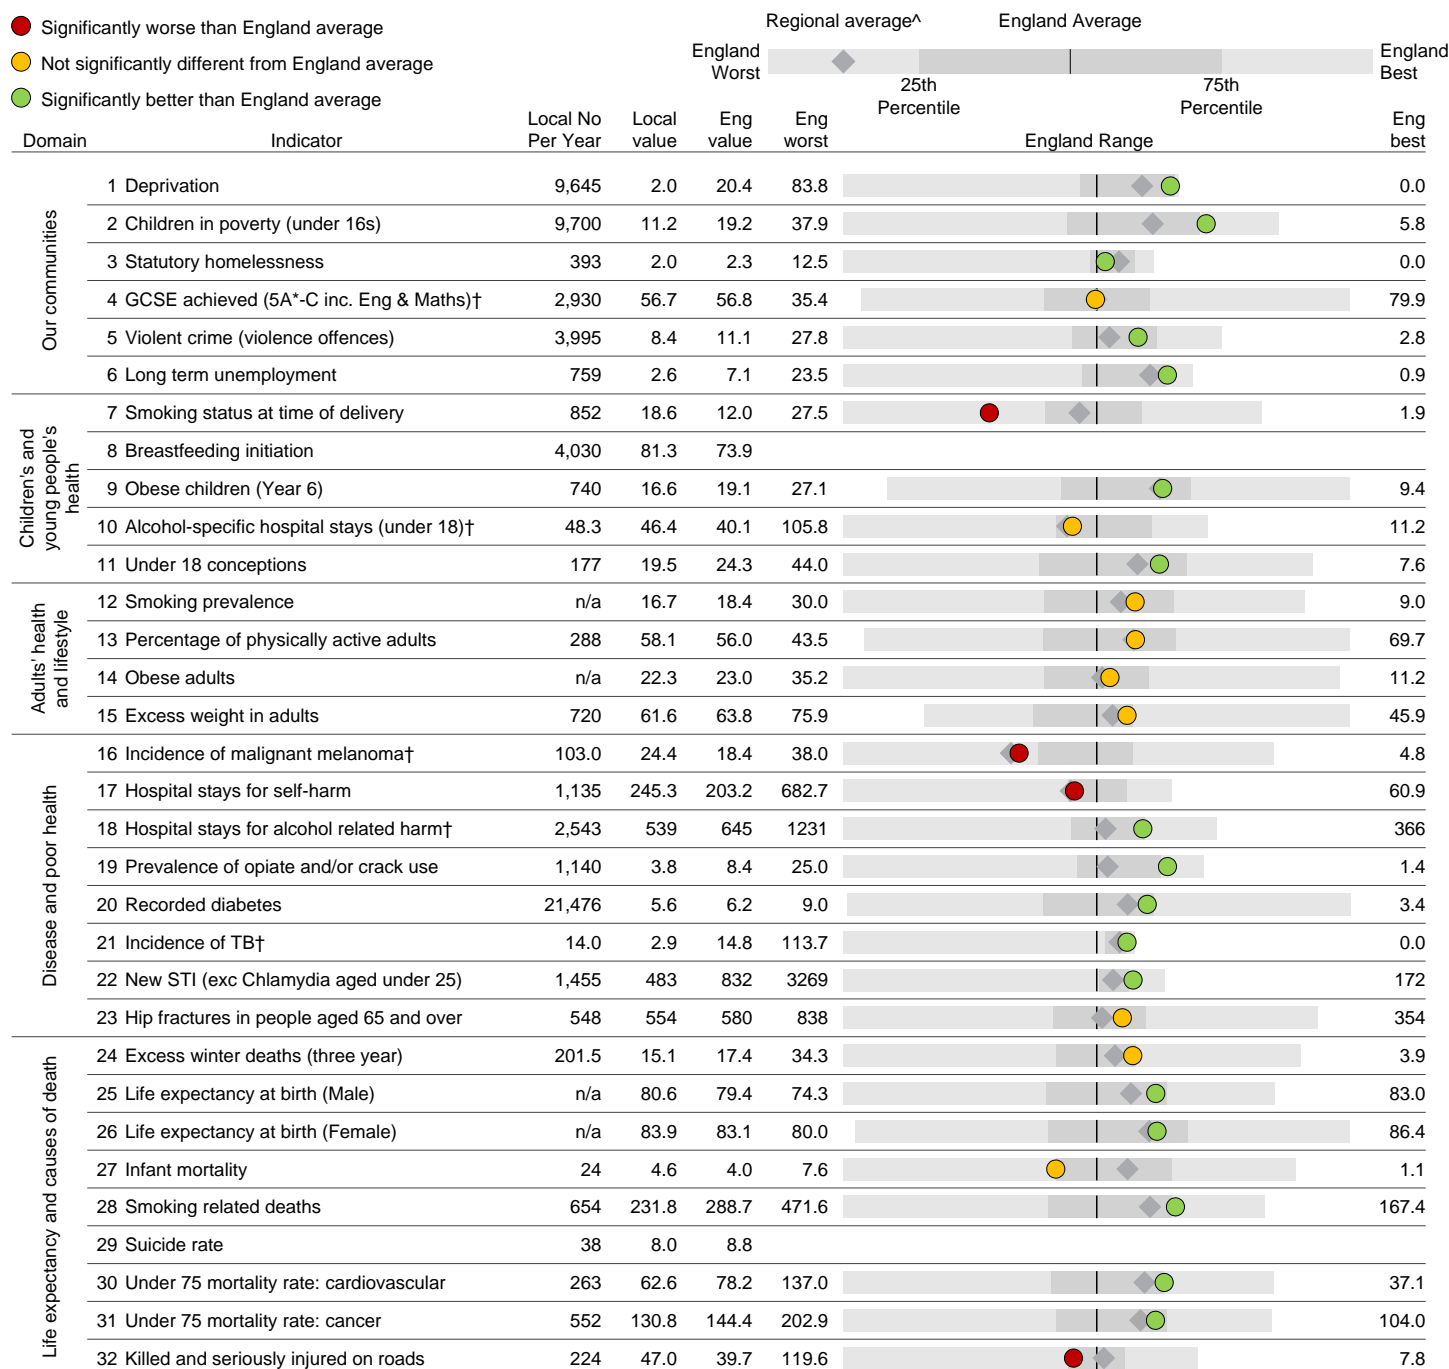 Significantly worse than England average
Not significantly different from England average
Significantly better than England average
Regional average^ England Average
England Worst England Best
25th Percentile 75th Percentile
Domain Indicator Local No Per Year Local value Eng value Eng worst England Range Eng best
Our communities
1 Deprivation 9,645 2.0 20.4 83.8 0.0
2 Children in poverty (under 16s) 9,700 11.2 19.2 37.9 5.8
3 Statutory homelessness 393 2.0 2.3 12.5 0.0
4 GCSE achieved (5A*-C inc. Eng & Maths)† 2,930 56.7 56.8 35.4 79.9
5 Violent crime (violence offences) 3,995 8.4 11.1 27.8 2.8
6 Long term unemployment 759 2.6 7.1 23.5 0.9
Children's and young people's health
7 Smoking status at time of delivery 852 18.6 12.0 27.5 1.9
8 Breastfeeding initiation 4,030 81.3 73.9
9 Obese children (Year 6) 740 16.6 19.1 27.1 9.4
10 Alcohol-specific hospital stays (under 18)† 48.3 46.4 40.1 105.8 11.2
11 Under 18 conceptions 177 19.5 24.3 44.0 7.6
Adults' health and lifestyle
12 Smoking prevalence n/a 16.7 18.4 30.0 9.0
13 Percentage of physically active adults 288 58.1 56.0 43.5 69.7
14 Obese adults n/a 22.3 23.0 35.2 11.2
15 Excess weight in adults 720 61.6 63.8 75.9 45.9
Disease and poor health
16 Incidence of malignant melanoma† 103.0 24.4 18.4 38.0 4.8
17 Hospital stays for self-harm 1,135 245.3 203.2 682.7 60.9
18 Hospital stays for alcohol related harm† 2,543 539 645 1231 366
19 Prevalence of opiate and/or crack use 1,140 3.8 8.4 25.0 1.4
20 Recorded diabetes 21,476 5.6 6.2 9.0 3.4
21 Incidence of TB† 14.0 2.9 14.8 113.7 0.0
22 New STI (exc Chlamydia aged under 25) 1,455 483 832 3269 172
23 Hip fractures in people aged 65 and over 548 554 580 838 354
Life expectancy and causes of death
24 Excess winter deaths (three year) 201.5 15.1 17.4 34.3 3.9
25 Life expectancy at birth (Male) n/a 80.6 79.4 74.3 83.0
26 Life expectancy at birth (Female) n/a 83.9 83.1 80.0 86.4
27 Infant mortality 24 4.6 4.0 7.6 1.1
28 Smoking related deaths 654 231.8 288.7 471.6 167.4
29 Suicide rate 38 8.0 8.8
30 Under 75 mortality rate: cardiovascular 263 62.6 78.2 137.0 37.1
31 Under 75 mortality rate: cancer 552 130.8 144.4 202.9 104.0
32 Killed and seriously injured on roads 224 47.0 39.7 119.6 7.8